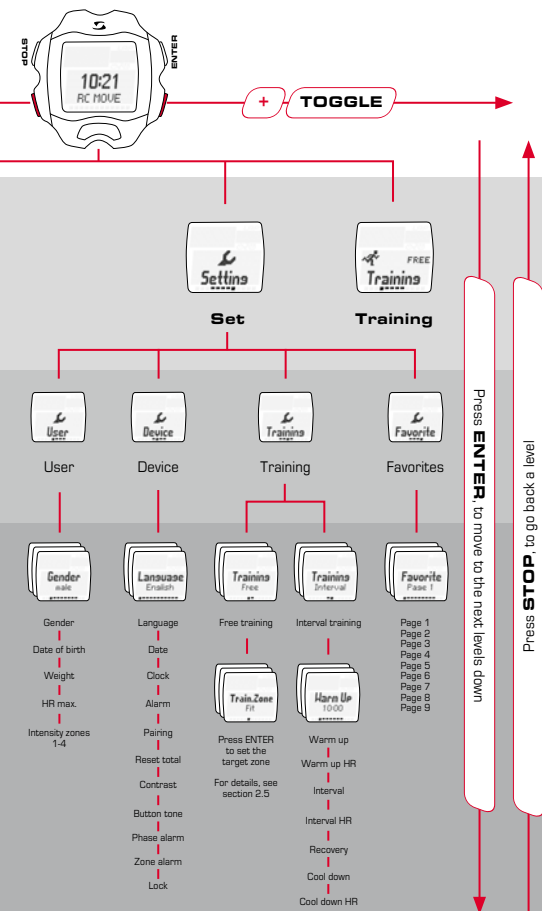 STOP
ENTER
10:21
RC MOVE
+
TOGGLE
Setting
FREE
Training
Set
Training
User
Device
Training
Favorite
User
Device
Training
Favorites
Gender
male
Language
English
Training
Free
Training
Interval
Favorite
Page 1
Gender
Date of birth
Weight
HR max.
Intensity zones
1-4
Language
Date
Clock
Alarm
Pairing
Reset total
Contrast
Button tone
Phase alarm
Zone alarm
Lock
Free training
Train.Zone
Fit
Press ENTER
to set the
target zone
For details, see
section 2.5
Interval training
Warm Up
10:00
Warm up
Warm up HR
Interval
Interval HR
Recovery
Cool down
Cool down HR
Page 1
Page 2
Page 3
Page 4
Page 5
Page 6
Page 7
Page 8
Page 9
Press ENTER, to move to the next levels down
Press STOP, to go back a level